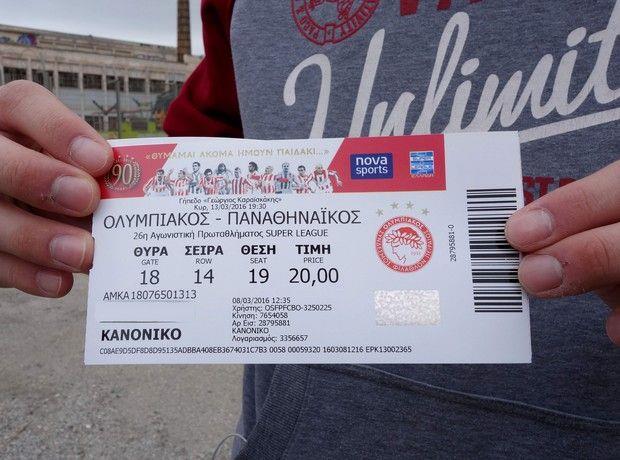 Unlimit
90
«ΘΥΜΑΜΑΙ ΑΚΟΜΑ ΗΜΟΥΝ ΠΑΙΔΑΚΙ...»
nova
sports
Γήπεδο «Γεώργιος Καραϊσκάκης»
Κυρ, 13/03/2016 19:30
ΟΛΥΜΠΙΑΚΟΣ - ΠΑΝΑΘΗΝΑΪΚΟΣ
26η Αγωνιστική Πρωταθλήματος SUPER LEAGUE
ΘΥΡΑ ΣΕΙΡΑ ΘΕΣΗ ΤΙΜΗ
GATE ROW SEAT PRICE
18 14 19 20,00
ΑΜΚΑ18076501313
08/03/2016 12:35
Χρήστης: OSFPFCBO-3250225
Κίνηση: 7654058
Αρ Εισ: 28795881
ΚΑΝΟΝΙΚΟ
Λογαριασμός: 3356657
ΚΑΝΟΝΙΚΟ
C08AE9D5DF8D8D95135ADBBA408EB3674031C7B3 0058 00059320 1603081216 EPK13002365
28795881-0